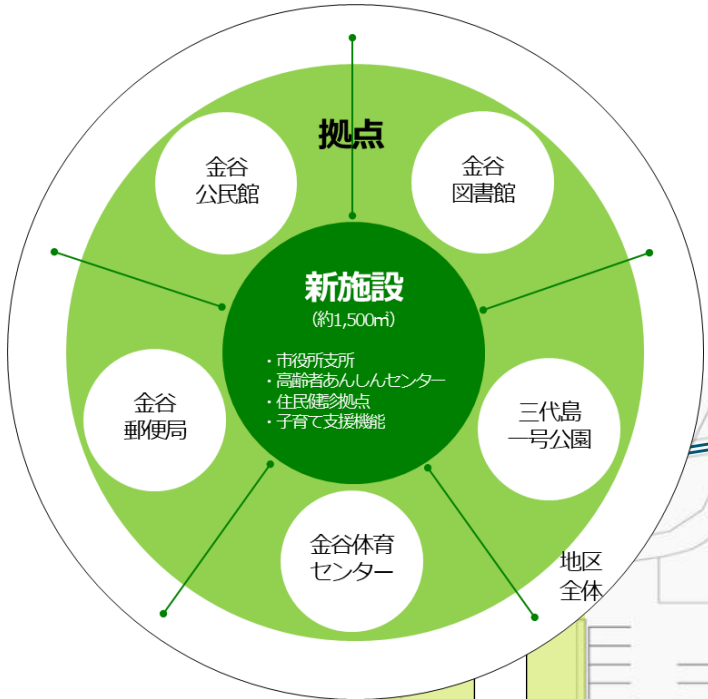 拠点
金谷
公民館
金谷
図書館
新施設
(約1,500㎡)
・市役所支所
・高齢者あんしんセンター
・住民健診拠点
・子育て支援機能
金谷
郵便局
三代島
一号公園
金谷体育
センター
地区
全体